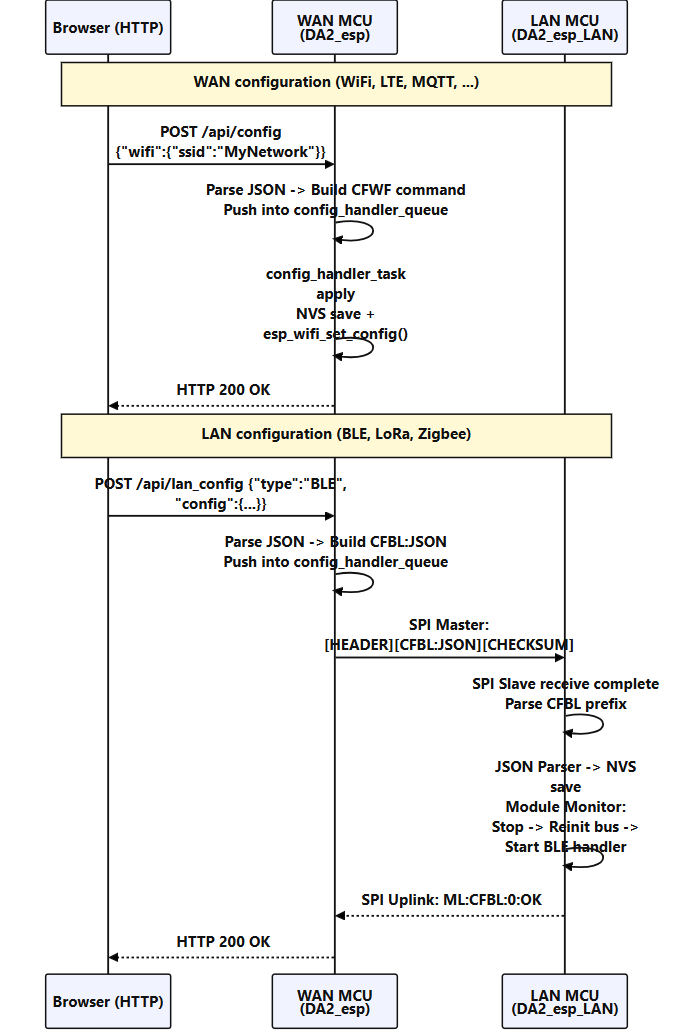 Browser (HTTP)
WAN MCU
(DA2_esp)
LAN MCU
(DA2_esp_LAN)
WAN configuration (WiFi, LTE, MQTT, ...)
POST /api/config
{"wifi":{"ssid":"MyNetwork"}}
Parse JSON -> Build CFWF command
Push into config_handler_queue
config_handler_task
apply
NVS save +
esp_wifi_set_config()
HTTP 200 OK
LAN configuration (BLE, LoRa, Zigbee)
POST /api/lan_config {"type":"BLE",
"config":{...}}
Parse JSON -> Build CFBL:JSON
Push into config_handler_queue
SPI Master:
[HEADER][CFBL:JSON][CHECKSUM]
SPI Slave receive complete
Parse CFBL prefix
JSON Parser -> NVS
save
Module Monitor:
Stop -> Reinit bus ->
Start BLE handler
SPI Uplink: ML:CFBL:0:OK
HTTP 200 OK
Browser (HTTP)
WAN MCU
(DA2_esp)
LAN MCU
(DA2_esp_LAN)